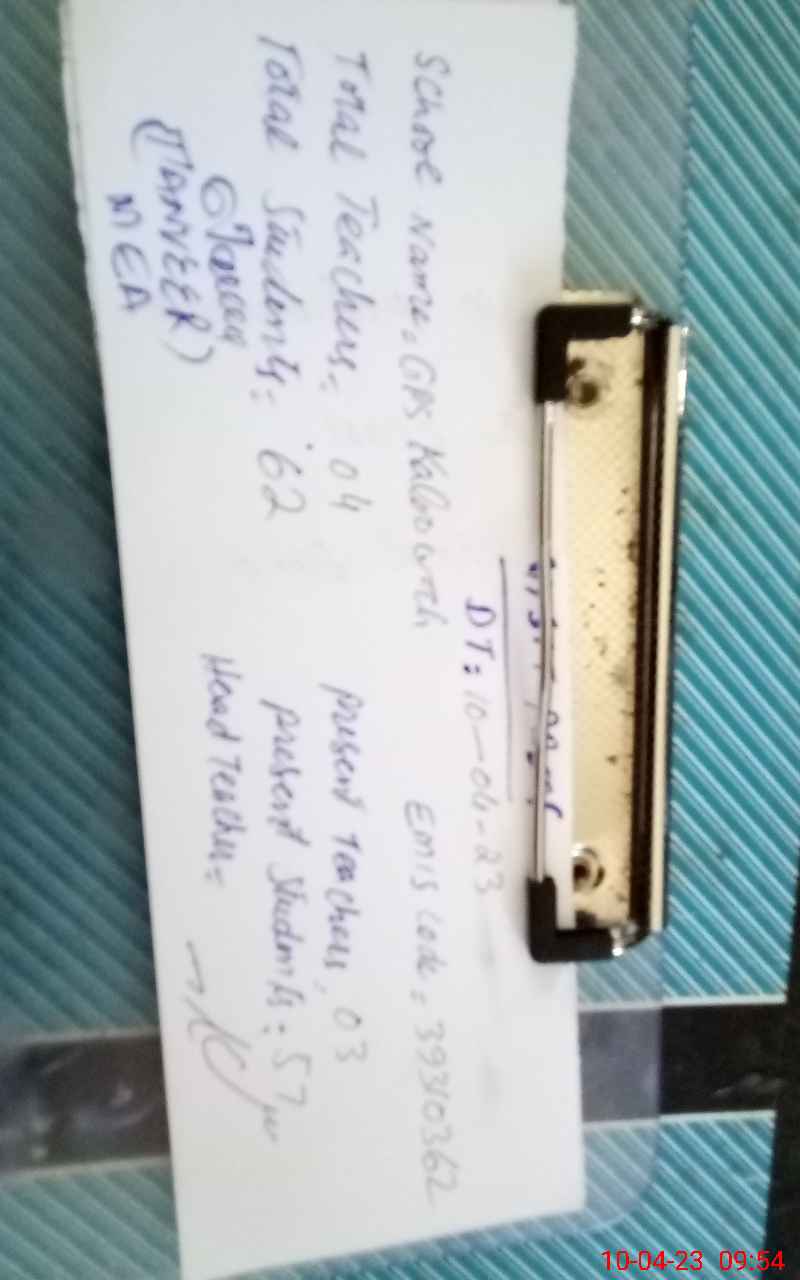 DT: 10-04-23
School Name: GPS Emis Code: 39310362
Total Teachers: 04 present Teachers: 03
Total Students: 62 present Students: 57
Head Teacher:
(TANVEER)
MEA
10-04-23 09:54